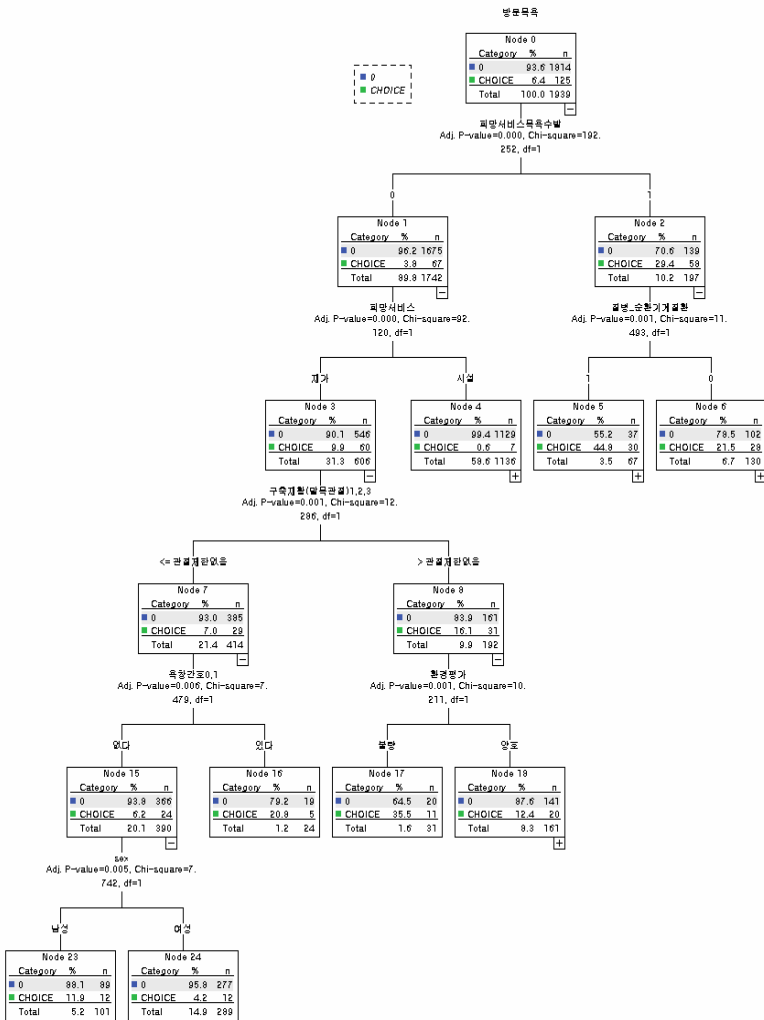 방문목욕
Node 0
Category % n
0 93.6 1814
CHOICE 6.4 125
Total 100.0 1939
0
CHOICE
희망서비스목욕수발
Adj. P-value=0.000, Chi-square=192.
252, df=1
0 1
Node 1
Category % n
0 96.2 1675
CHOICE 3.8 67
Total 89.8 1742
Node 2
Category % n
0 70.6 139
CHOICE 29.4 58
Total 10.2 197
희망서비스
Adj. P-value=0.000, Chi-square=92.
120, df=1
질병_순환기계질환
Adj. P-value=0.001, Chi-square=11.
493, df=1
재가 시설
1 0
Node 3
Category % n
0 90.1 546
CHOICE 9.9 60
Total 31.3 606
Node 4
Category % n
0 99.4 1129
CHOICE 0.6 7
Total 58.6 1136
Node 5
Category % n
0 55.2 37
CHOICE 44.8 30
Total 3.5 67
Node 6
Category % n
0 78.5 102
CHOICE 21.5 28
Total 6.7 130
구축재활(발목관절)1,2,3
Adj. P-value=0.001, Chi-square=12.
286, df=1
<= 관절제한없음 > 관절제한없음
Node 7
Category % n
0 93.0 385
CHOICE 7.0 29
Total 21.4 414
Node 8
Category % n
0 83.9 161
CHOICE 16.1 31
Total 9.9 192
욕창간호0,1
Adj. P-value=0.006, Chi-square=7.
479, df=1
환경평가
Adj. P-value=0.001, Chi-square=10.
211, df=1
없다 있다
불량 양호
Node 15
Category % n
0 93.8 366
CHOICE 6.2 24
Total 20.1 390
Node 16
Category % n
0 79.2 19
CHOICE 20.8 5
Total 1.2 24
Node 17
Category % n
0 64.5 20
CHOICE 35.5 11
Total 1.6 31
Node 18
Category % n
0 87.6 141
CHOICE 12.4 20
Total 8.3 161
sex
Adj. P-value=0.005, Chi-square=7.
742, df=1
남성 여성
Node 23
Category % n
0 88.1 89
CHOICE 11.9 12
Total 5.2 101
Node 24
Category % n
0 95.8 277
CHOICE 4.2 12
Total 14.9 289